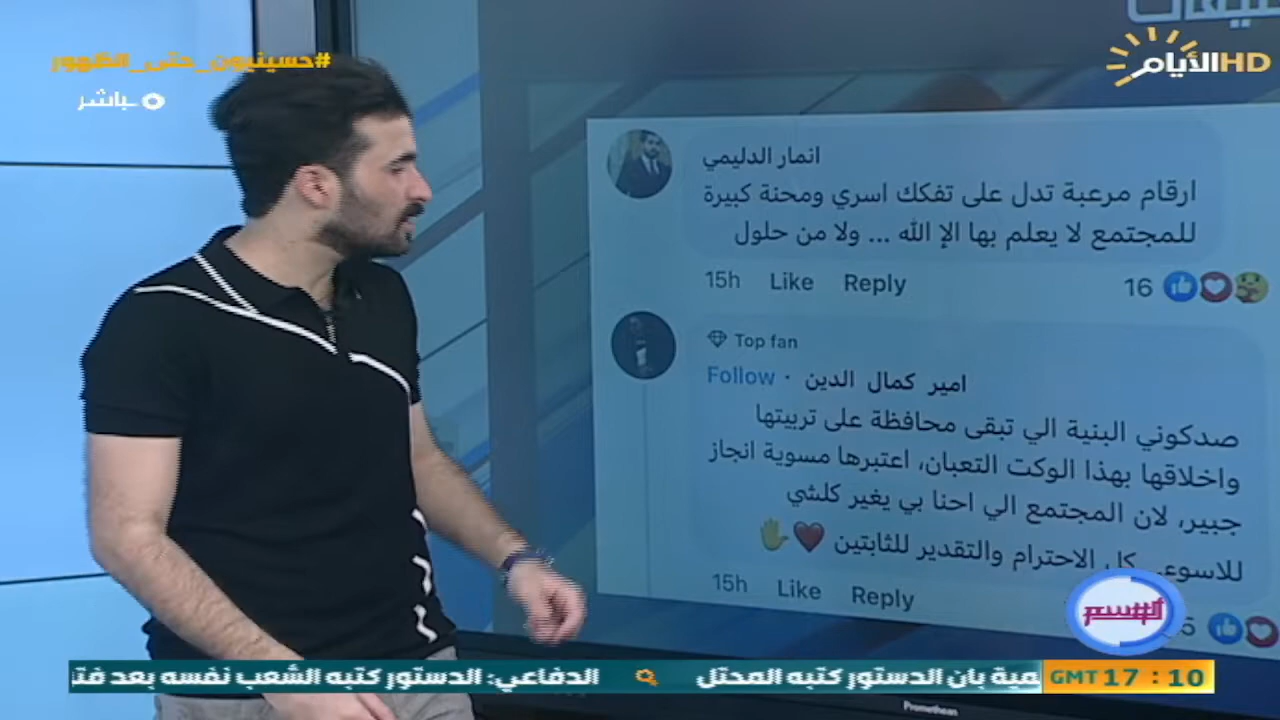 #حسينيون_حتى_الظهور
مباشر
الأيام HD
انمار الدليمي
ارقام مرعبة تدل على تفكك اسري ومحنة كبيرة
للمجتمع لا يعلم بها الإ الله ... ولا من حلول
15h Like Reply 16
Top fan
امير كمال الدين · Follow
صدكوني البنية الي تبقى محافظة على تربيتها
واخلاقها بهذا الوكت التعبان، اعتبرها مسوية انجاز
جبير، لان المجتمع الي احنا بي يغير كلشي
للاسوء.. كل الاحترام والتقدير للثابتين ❤️✋
15h Like Reply
GMT 17:10
مية بان الدستور كتبه المحتل
الدفاعي: الدستور كتبه الشعب نفسه بعد
Promethean